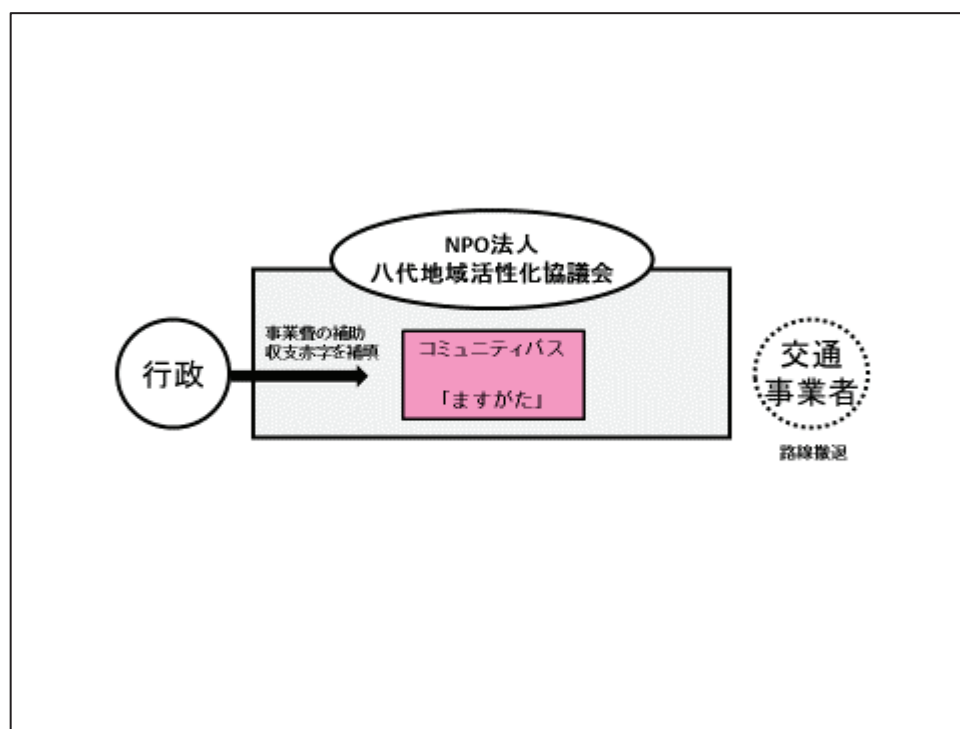 NPO法人
八代地域活性化協議会
事業費の補助
収支赤字を補填
行政
コミュニティバス
「ますがた」
交通
事業者
路線撤退